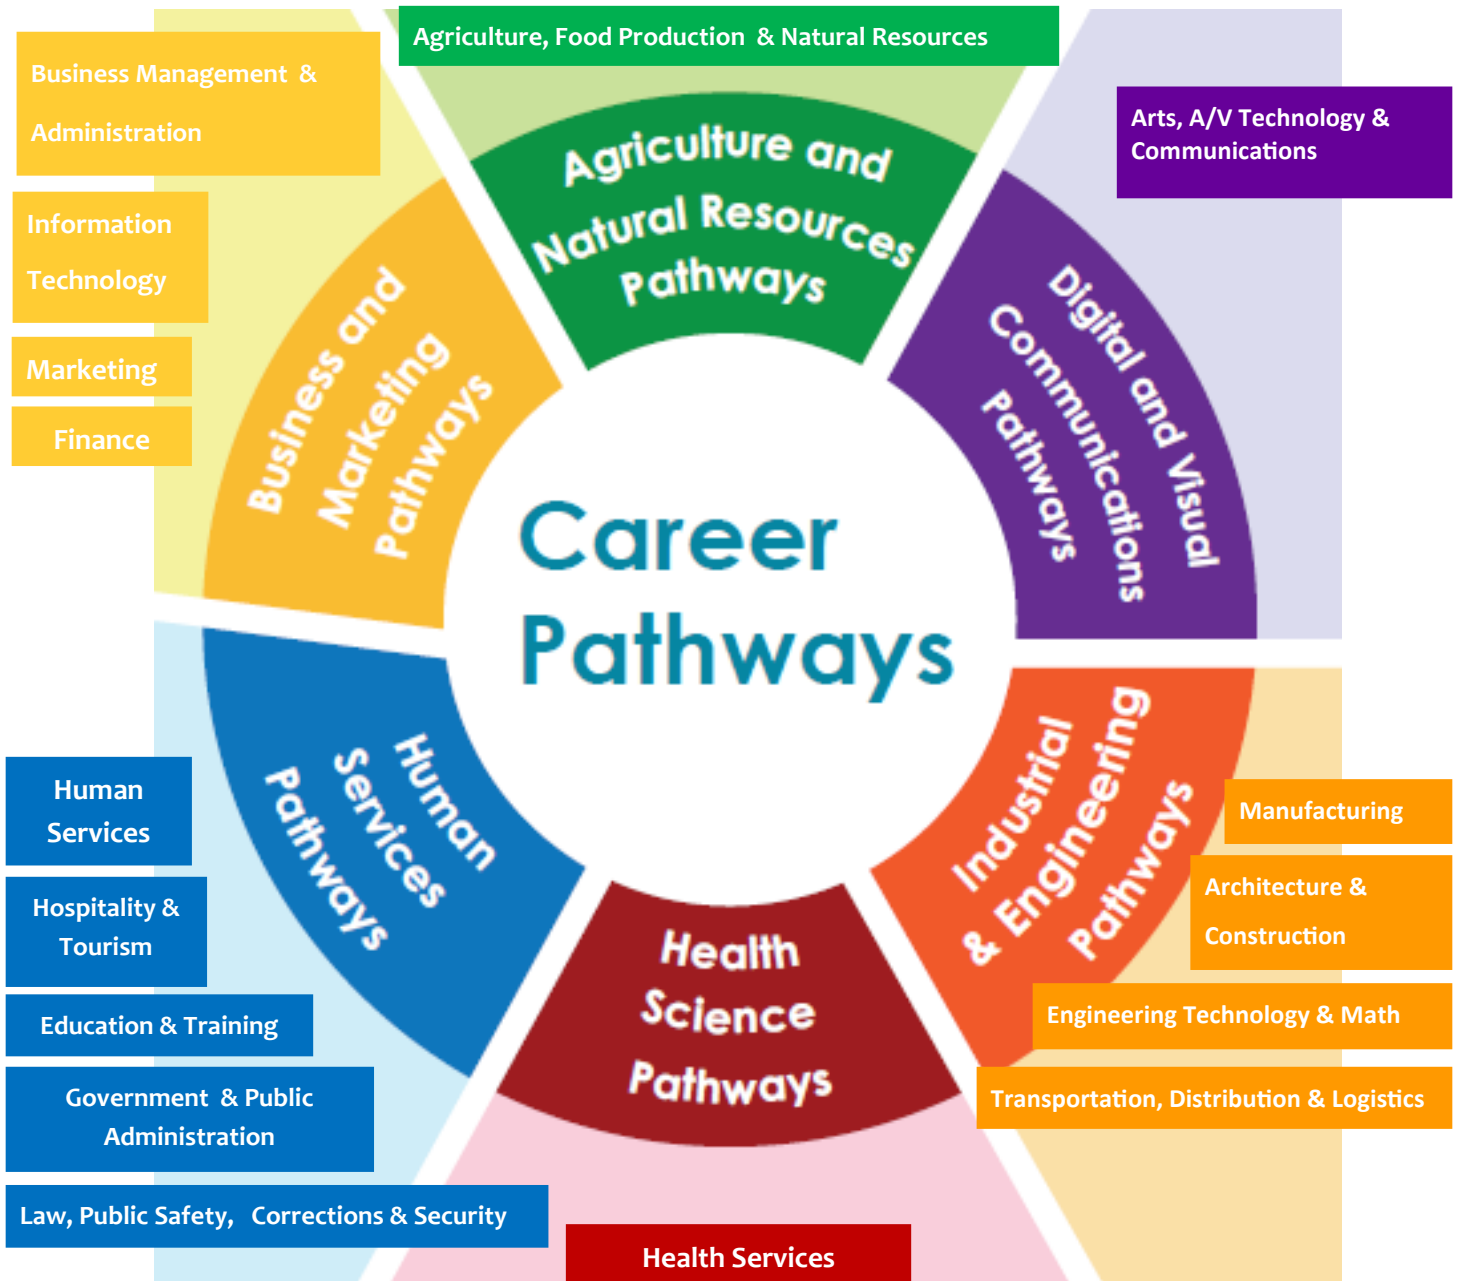 Agriculture, Food Production & Natural Resources
Business Management &
Administration
Information
Technology
Marketing
Finance
Arts, A/V Technology &
Communications
Agriculture and
Natural Resources
Pathways
Business and
Marketing
Pathways
Digital and Visual
Communications
Pathways
Career
Pathways
Human
Services
Pathways
Industrial
& Engineering
Pathways
Health
Science
Pathways
Human
Services
Hospitality &
Tourism
Education & Training
Government & Public
Administration
Law, Public Safety, Corrections & Security
Manufacturing
Architecture &
Construction
Engineering Technology & Math
Transportation, Distribution & Logistics
Health Services